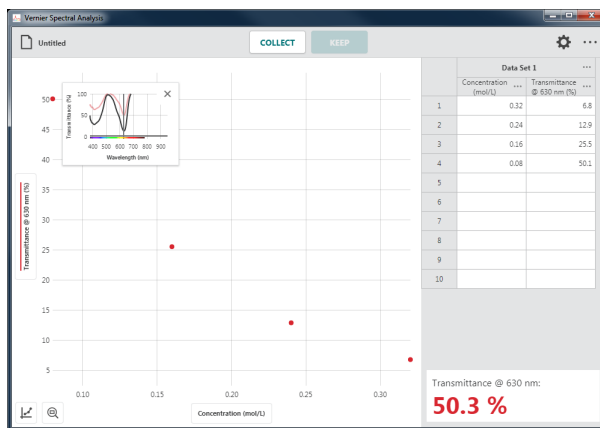 Vernier Spectral Analysis
Untitled
COLLECT
KEEP
Transmittance @ 630 nm (%)
50
45
40
35
30
25
20
15
10
5
0.10 0.15 0.20 0.25 0.30
Concentration (mol/L)
Transmittance (%)
100
50
0
400 500 600 700 800 900
Wavelength (nm)
Data Set 1
Concentration (mol/L) Transmittance @ 630 nm (%)
1 0.32 6.8
2 0.24 12.9
3 0.16 25.5
4 0.08 50.1
5
6
7
8
9
10
Transmittance @ 630 nm:
50.3 %